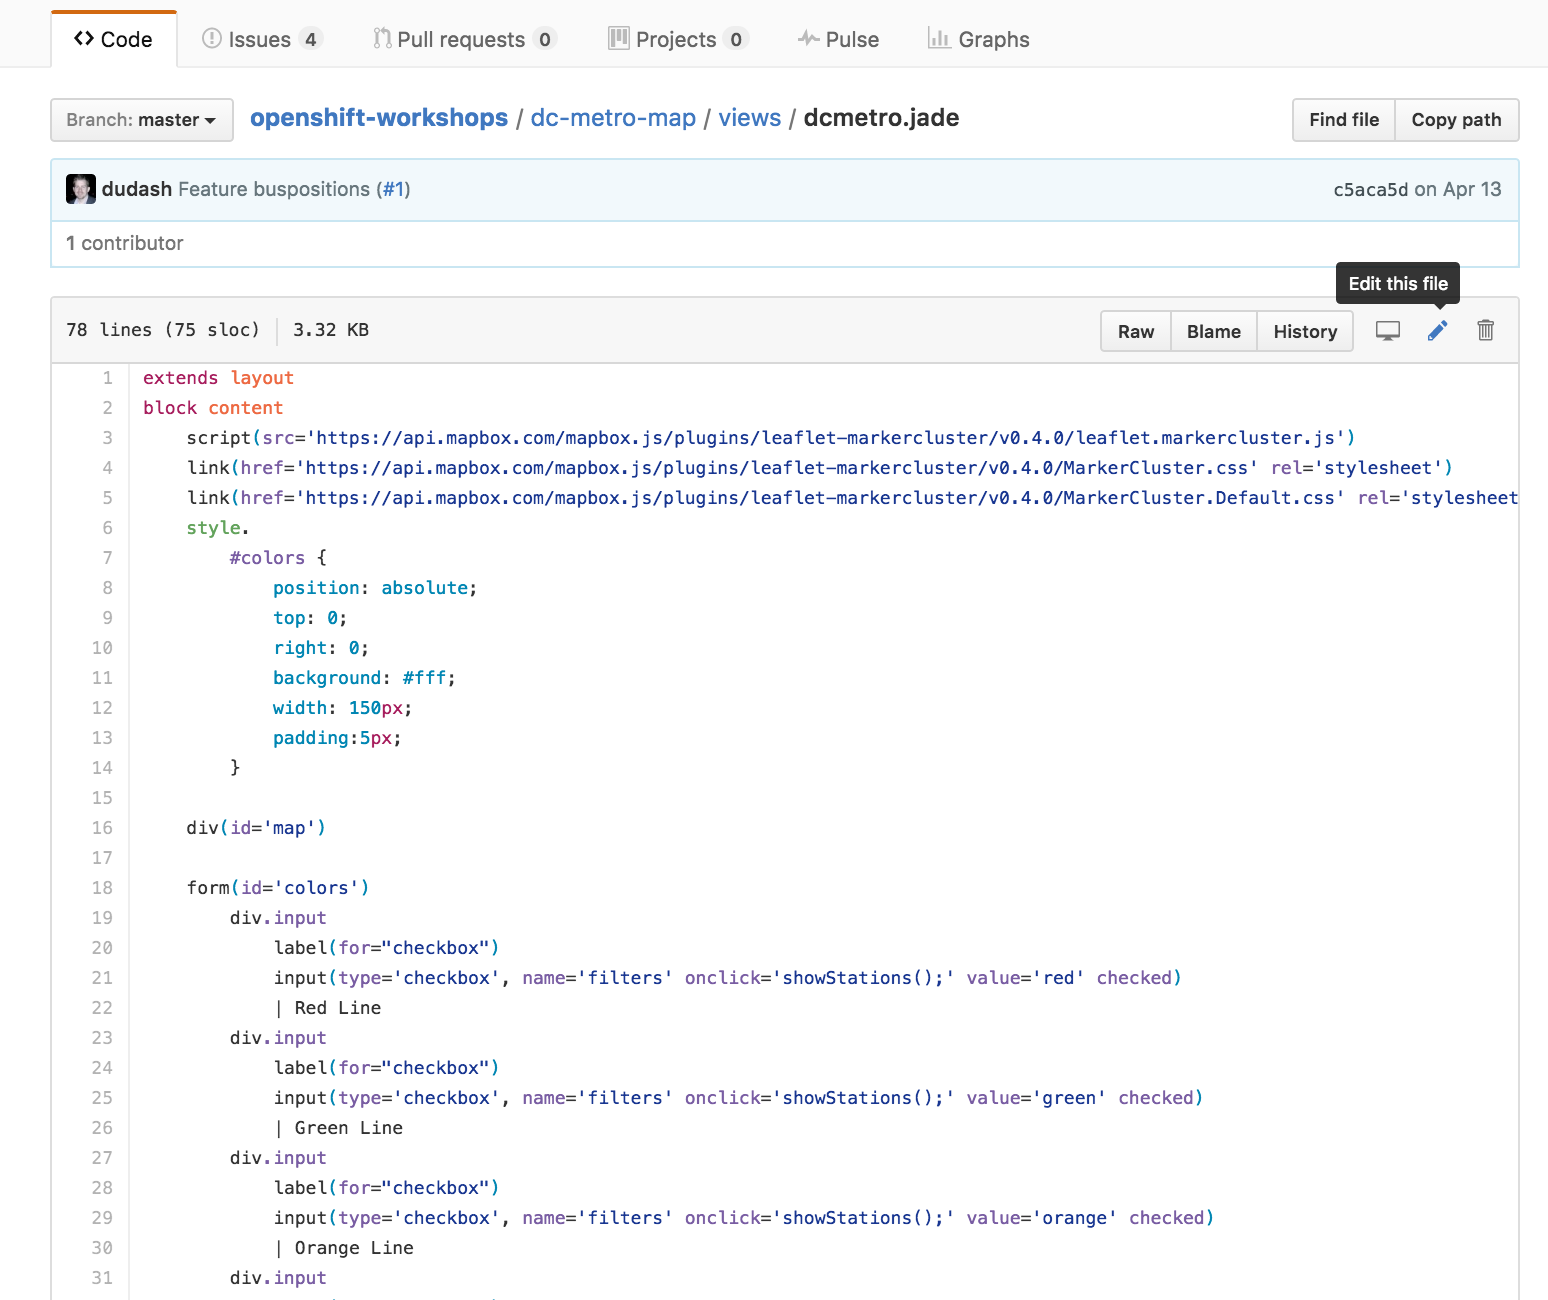 Code Issues 4 Pull requests 0 Projects 0 Pulse Graphs
Branch: master openshift-workshops / dc-metro-map / views / dcmetro.jade Find file Copy path
dudash Feature buspositions (#1) c5aca5d on Apr 13
1 contributor
Edit this file
78 lines (75 sloc) 3.32 KB Raw Blame History
1 extends layout
2 block content
3 script(src='https://api.mapbox.com/mapbox.js/plugins/leaflet-markercluster/v0.4.0/leaflet.markercluster.js')
4 link(href='https://api.mapbox.com/mapbox.js/plugins/leaflet-markercluster/v0.4.0/MarkerCluster.css' rel='stylesheet')
5 link(href='https://api.mapbox.com/mapbox.js/plugins/leaflet-markercluster/v0.4.0/MarkerCluster.Default.css' rel='stylesheet
6 style.
7 #colors {
8 position: absolute;
9 top: 0;
10 right: 0;
11 background: #fff;
12 width: 150px;
13 padding:5px;
14 }
15
16 div(id='map')
17
18 form(id='colors')
19 div.input
20 label(for="checkbox")
21 input(type='checkbox', name='filters' onclick='showStations();' value='red' checked)
22 | Red Line
23 div.input
24 label(for="checkbox")
25 input(type='checkbox', name='filters' onclick='showStations();' value='green' checked)
26 | Green Line
27 div.input
28 label(for="checkbox")
29 input(type='checkbox', name='filters' onclick='showStations();' value='orange' checked)
30 | Orange Line
31 div.input